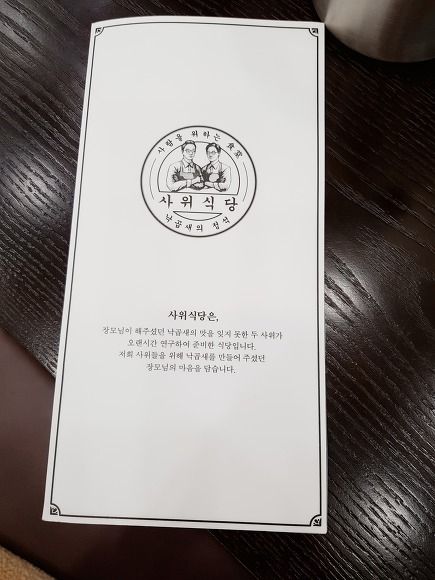 사람을 위하는 食堂
사위식당
낙곱새의 정석
사위식당은,
장모님이 해주셨던 낙곱새의 맛을 잊지 못한 두 사위가
오랜시간 연구하여 준비한 식당입니다.
저희 사위들을 위해 낙곱새를 만들어 주셨던
장모님의 마음을 담습니다.